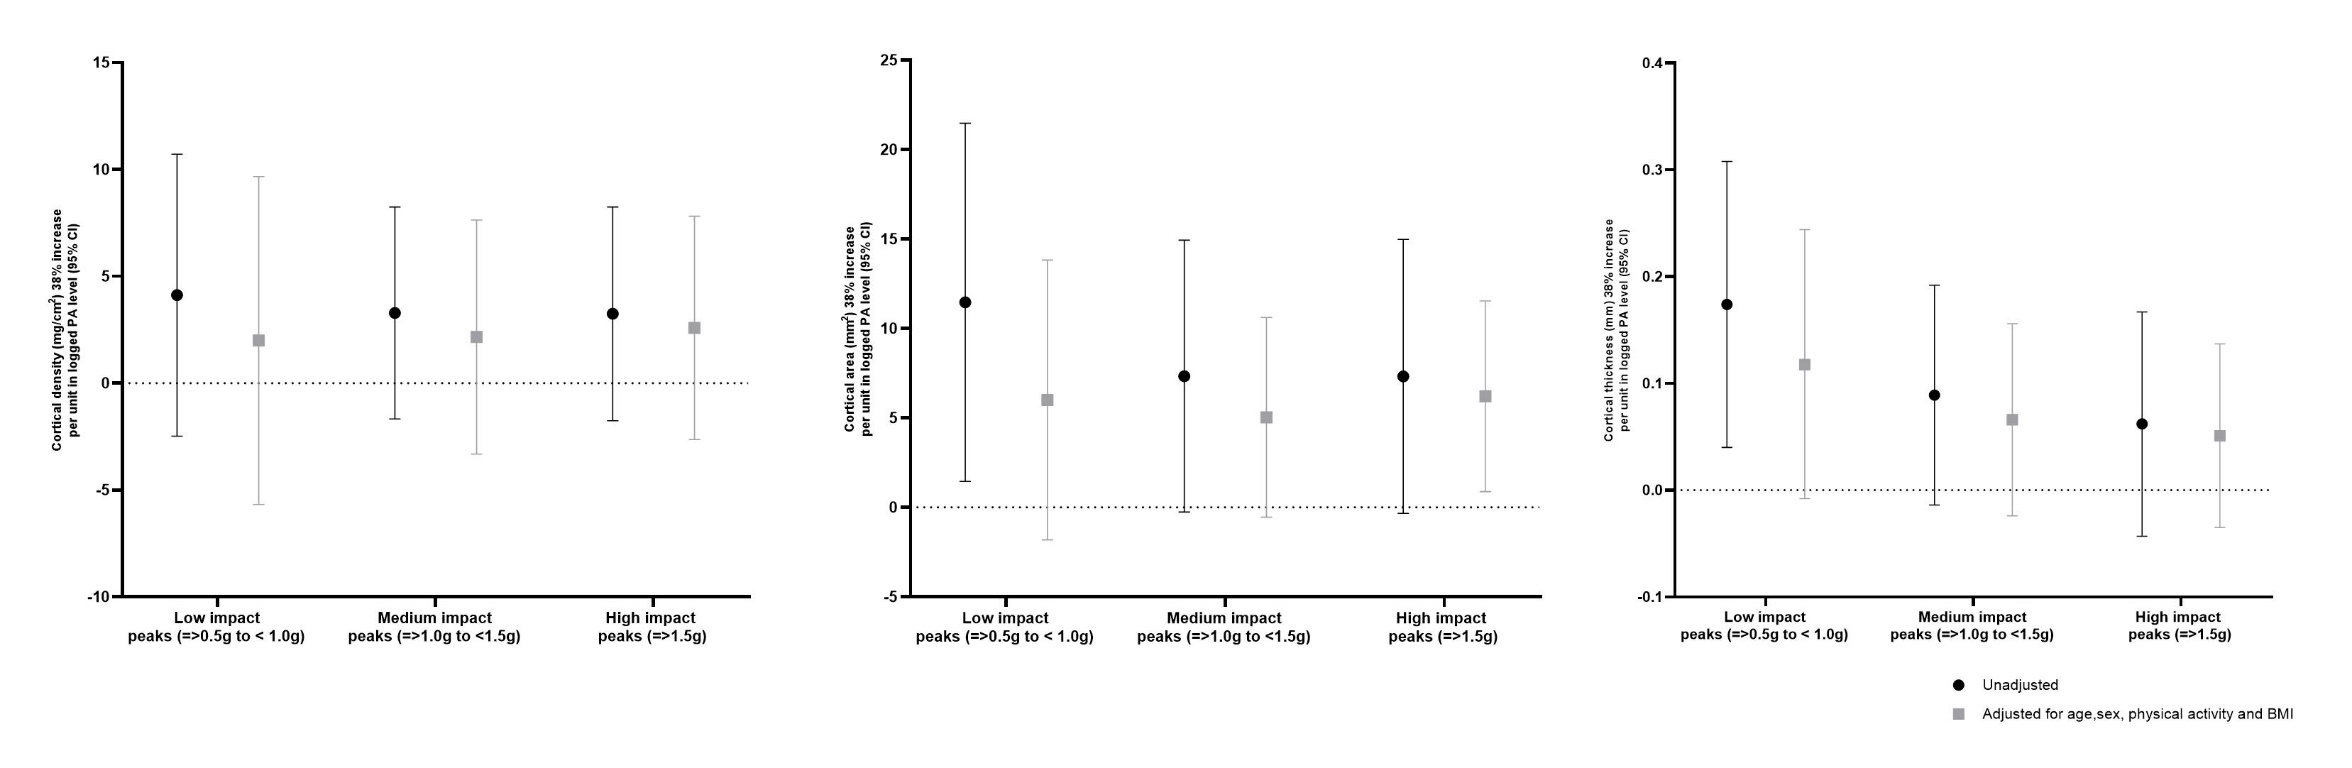 15
10
5
0
-5
-10
Cortical density (mg/cm²) 38% increase
per unit in logged PA level (95% CI)
Low impact
peaks (=>0.5g to < 1.0g)
Medium impact
peaks (=>1.0g to <1.5g)
High impact
peaks (=>1.5g)
25
20
15
10
5
0
-5
Cortical area (mm²) 38% increase
per unit in logged PA level (95% CI)
Low impact
peaks (=>0.5g to < 1.0g)
Medium impact
peaks (=>1.0g to <1.5g)
High impact
peaks (=>1.5g)
0.4
0.3
0.2
0.1
0.0
-0.1
Cortical thickness (mm) 38% increase
per unit in logged PA level (95% CI)
Low impact
peaks (=>0.5g to < 1.0g)
Medium impact
peaks (=>1.0g to <1.5g)
High impact
peaks (=>1.5g)
Unadjusted
Adjusted for age,sex, physical activity and BMI